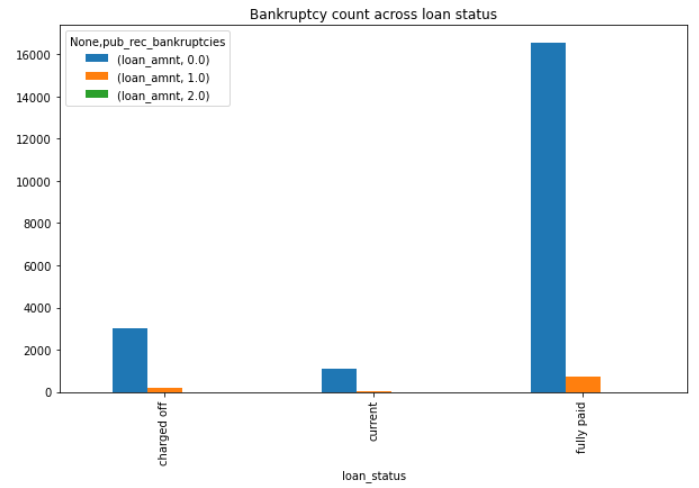 Bankruptcy count across loan status
None,pub_rec_bankruptcies
(loan_amnt, 0.0)
(loan_amnt, 1.0)
(loan_amnt, 2.0)
16000
14000
12000
10000
8000
6000
4000
2000
0
charged off
current
fully paid
loan_status